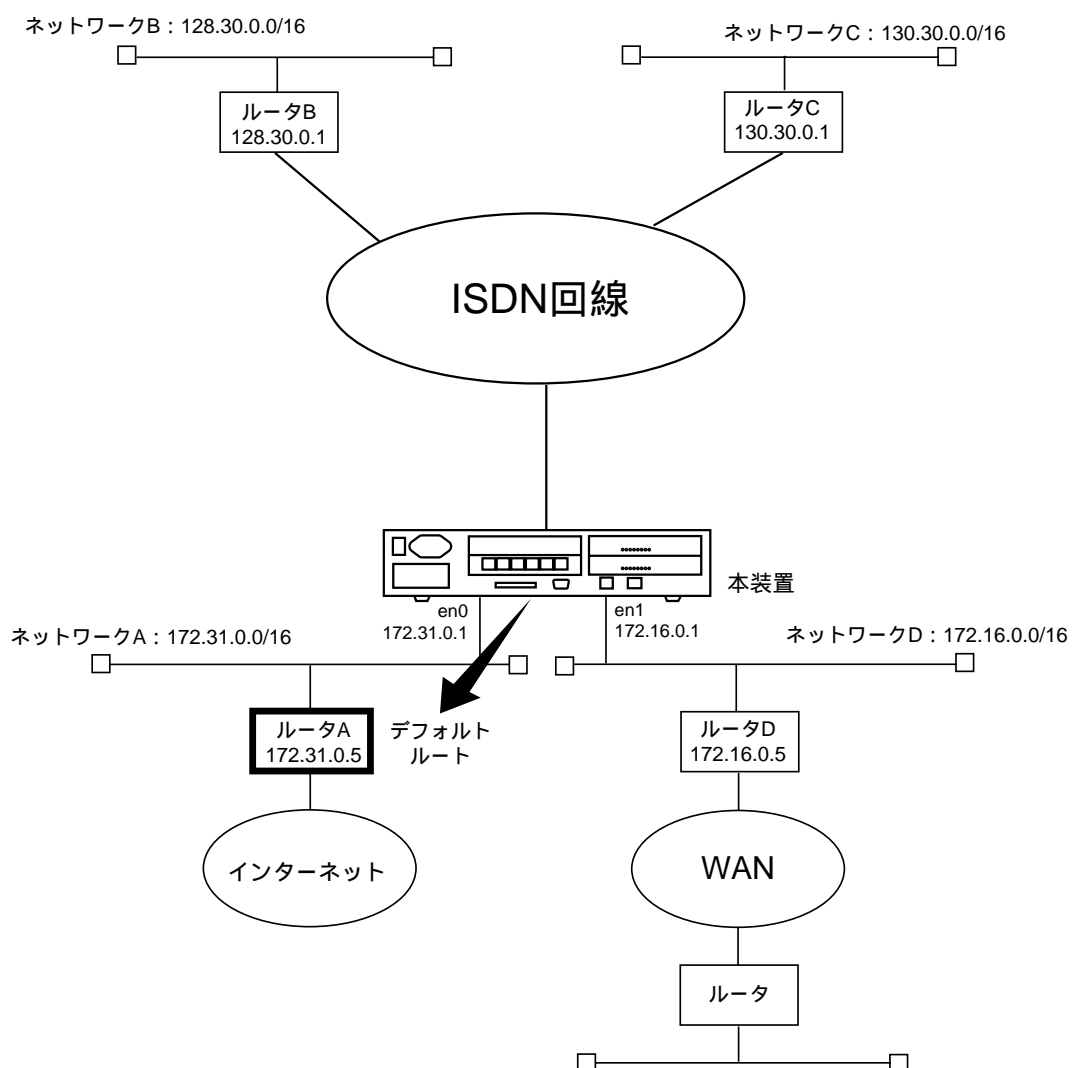 ネットワークB：128.30.0.0/16
ネットワークC：130.30.0.0/16
ルータB
128.30.0.1
ルータC
130.30.0.1
ISDN回線
本装置
en0
172.31.0.1
en1
172.16.0.1
ネットワークA：172.31.0.0/16
ネットワークD：172.16.0.0/16
ルータA
172.31.0.5
デフォルト
ルート
ルータD
172.16.0.5
インターネット
WAN
ルータ